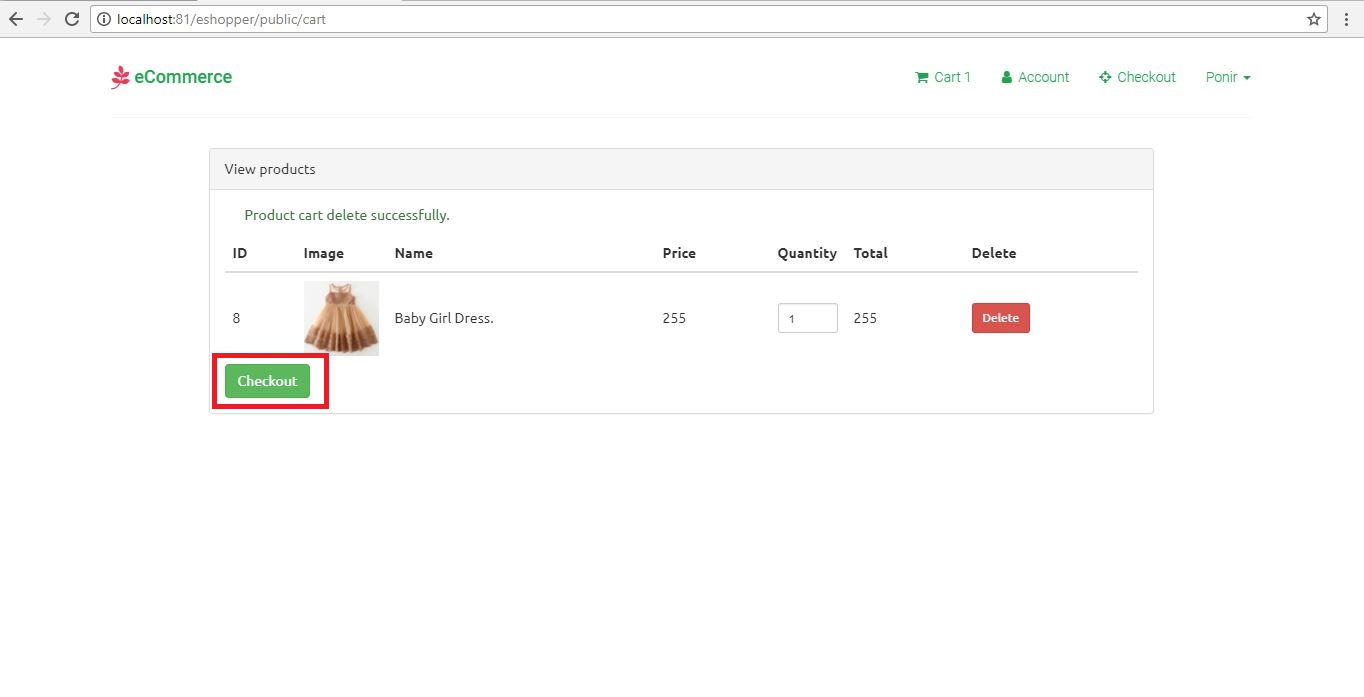 localhost:81/eshopper/public/cart
eCommerce
Cart 1
Account
Checkout
Ponir
View products
Product cart delete successfully.
ID Image Name Price Quantity Total Delete
8 Baby Girl Dress. 255 1 255 Delete
Checkout